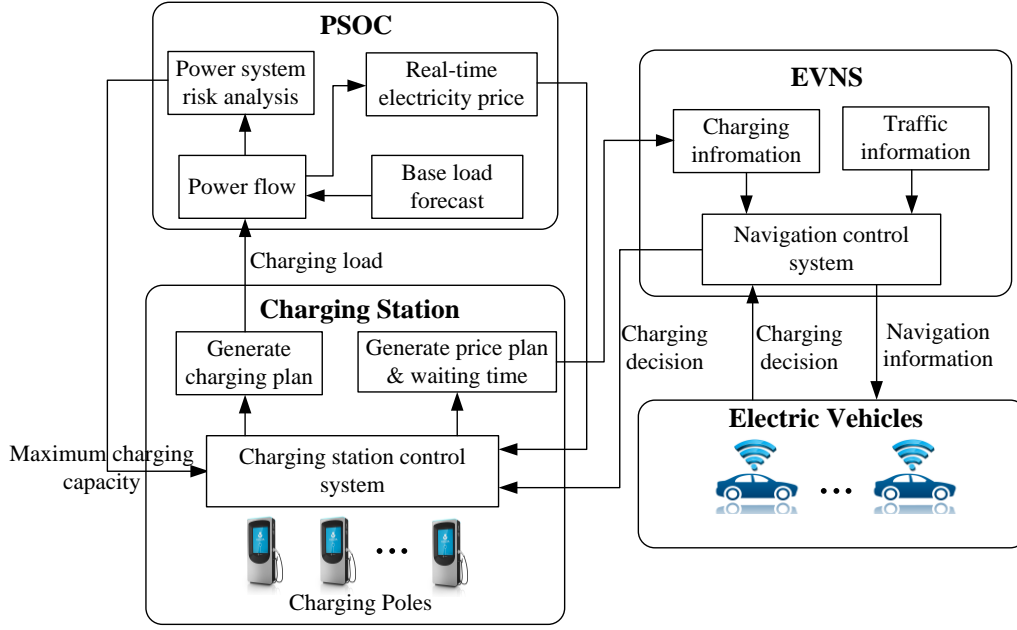 PSOC
Power system
risk analysis
Real-time
electricity price
Power flow
Base load
forecast
Charging load
EVNS
Charging
infromation
Traffic
information
Navigation control
system
Charging
decision
Charging
decision
Navigation
information
Charging Station
Generate
charging plan
Generate price plan
& waiting time
Maximum charging
capacity
Charging station control
system
Charging Poles
Electric Vehicles